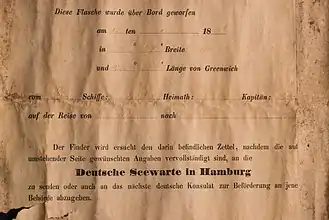 Diese Flasche wurde über Bord geworfen
am ten 18
in ° ' Breite
und ° ' Länge von Greenwich
vom Schiffe: Heimath: Kapitän:
auf der Reise von nach
Der Finder wird ersucht den darin befindlichen Zettel, nachdem die auf
umstehender Seite gewünschten Angaben vervollständigt sind, an die
Deutsche Seewarte in Hamburg
zu senden oder auch an das nächste deutsche Konsulat zur Beförderung an jene
Behörde abzugeben.